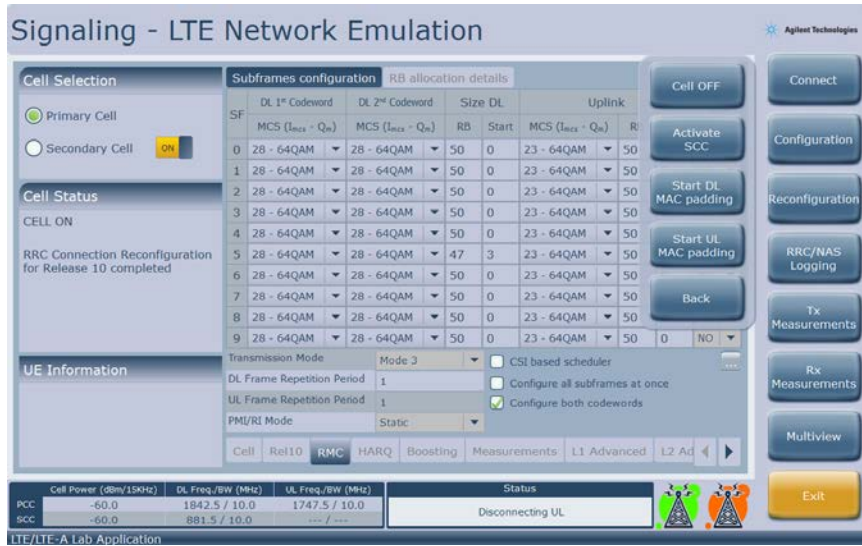 Signaling - LTE Network Emulation
Agilent Technologies
Cell Selection
Primary Cell
Secondary Cell ON
Cell Status
CELL ON
RRC Connection Reconfiguration
for Release 10 completed
UE Information
Subframes configuration RB allocation details
SF DL 1st Codeword DL 2nd Codeword Size DL Uplink
MCS (Imcs - Qm) MCS (Imcs - Qm) RB Start MCS (Imcs - Qm)
0 28 - 64QAM 28 - 64QAM 50 0 23 - 64QAM 50
1 28 - 64QAM 28 - 64QAM 50 0 23 - 64QAM 50
2 28 - 64QAM 28 - 64QAM 50 0 23 - 64QAM 50
3 28 - 64QAM 28 - 64QAM 50 0 23 - 64QAM 50
4 28 - 64QAM 28 - 64QAM 50 0 23 - 64QAM 50
5 28 - 64QAM 28 - 64QAM 47 3 23 - 64QAM 50
6 28 - 64QAM 28 - 64QAM 50 0 23 - 64QAM 50
7 28 - 64QAM 28 - 64QAM 50 0 23 - 64QAM 50
8 28 - 64QAM 28 - 64QAM 50 0 23 - 64QAM 50
9 28 - 64QAM 28 - 64QAM 50 0 23 - 64QAM 50 0 NO
Transmission Mode Mode 3 CSI based scheduler ...
DL Frame Repetition Period 1 Configure all subframes at once
UL Frame Repetition Period 1 Configure both codewords
PMI/RI Mode Static
Cell Rel10 RMC HARQ Boosting Measurements L1 Advanced L2 Ad
Cell OFF
Activate
SCC
Start DL
MAC padding
Start UL
MAC padding
Back
Connect
Configuration
Reconfiguration
RRC/NAS
Logging
Tx
Measurements
Rx
Measurements
Multiview
Exit
Cell Power (dBm/15KHz) DL Freq./BW (MHz) UL Freq./BW (MHz) Status
PCC -60.0 1842.5 / 10.0 1747.5 / 10.0
SCC -60.0 881.5 / 10.0 --- / ---
Disconnecting UL
LTE/LTE-A Lab Application